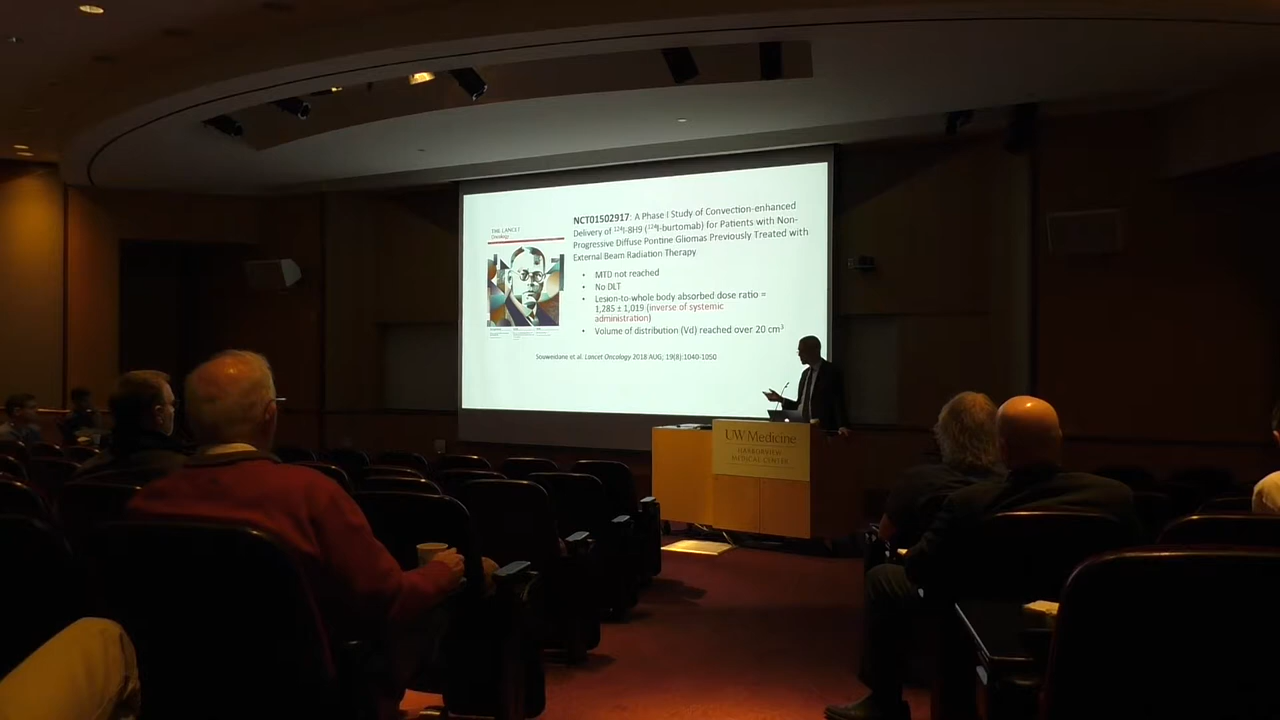 THE LANCET
Oncology
NCT01502917: A Phase I Study of Convection-enhanced
Delivery of ¹²⁴I-8H9 (¹²⁴I-burtomab) for Patients with Non-
Progressive Diffuse Pontine Gliomas Previously Treated with
External Beam Radiation Therapy
• MTD not reached
• No DLT
• Lesion-to-whole body absorbed dose ratio =
1,285 ± 1,019 (inverse of systemic
administration)
• Volume of distribution (Vd) reached over 20 cm³
Souweidane et al. Lancet Oncology 2018 AUG; 19(8):1040-1050
UW Medicine
HARBORVIEW
MEDICAL CENTER